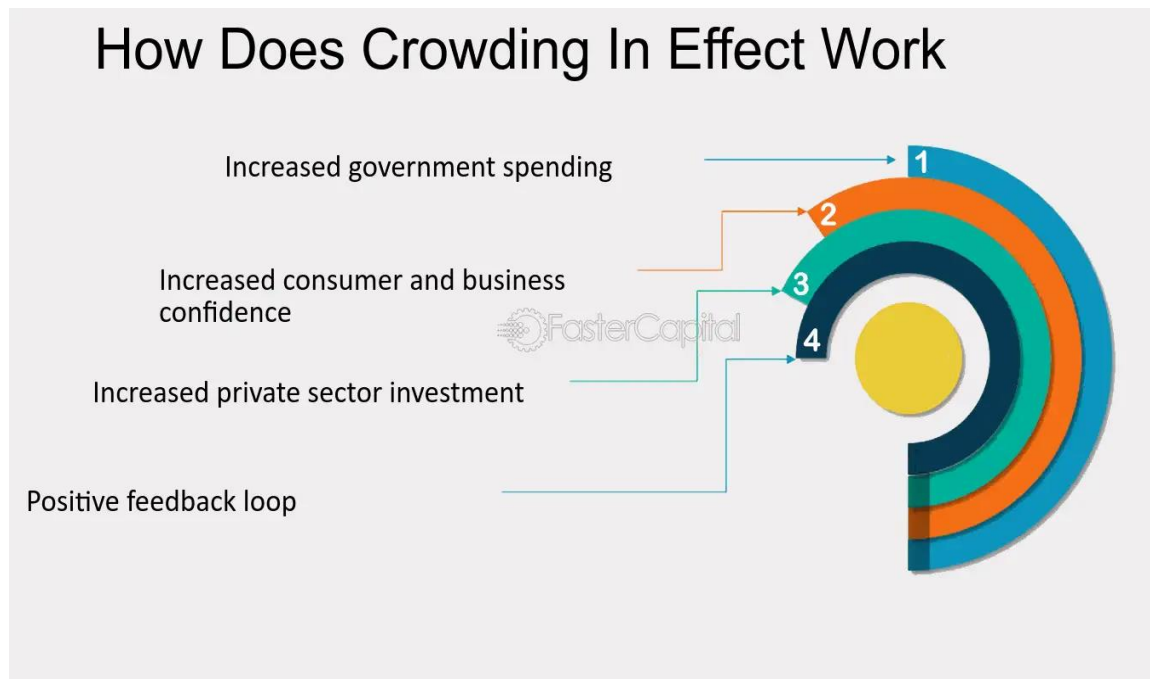 How Does Crowding In Effect Work
Increased government spending
1
2
Increased consumer and business
confidence
3
FasterCapital
4
Increased private sector investment
Positive feedback loop